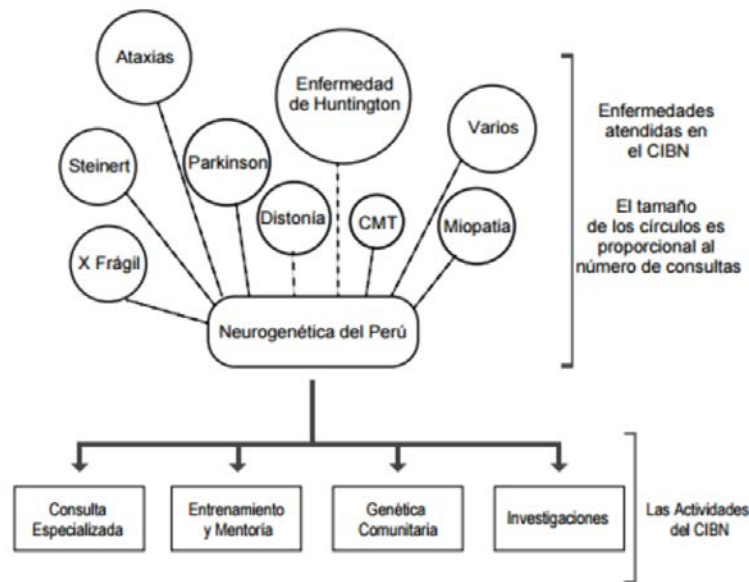 Ataxias
Enfermedad
de Huntington
Varios
Steinert
Parkinson
Distonía
CMT
Miopatia
X Frágil
Neurogenética del Perú
Enfermedades
atendidas en
el CIBN
El tamaño
de los círculos es
proporcional al
número de consultas
Consulta
Especializada
Entrenamiento
y Mentoría
Genética
Comunitaria
Investigaciones
Las Actividades
del CIBN